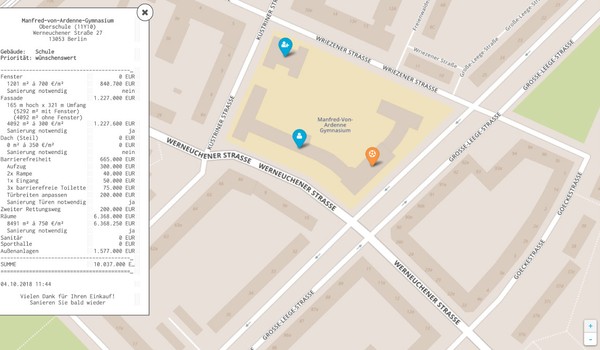 Manfred-von-Ardenne-Gymnasium
Oberschule (11Y10)
Werneuchener Straße 27
13053 Berlin
Gebäude: Schule
Priorität: wünschenswert
Fenster 0 EUR
1201 m² à 700 €/m² 840.700 EUR
Sanierung notwendig nein
Fassade 1.227.000 EUR
165 m hoch x 321 m Umfang
(5292 m² mit Fenster)
(4092 m² ohne Fenster)
4092 m² à 300 €/m² 1.227.600 EUR
Sanierung notwendig ja
Dach (Steil) 0 EUR
0 m² à 350 €/m² 0 EUR
Sanierung notwendig nein
Barrierefreiheit 665.000 EUR
Aufzug 300.000 EUR
2x Rampe 40.000 EUR
1x Eingang 50.000 EUR
3x barrierefreie Toilette 75.000 EUR
Türbreiten anpassen 200.000 EUR
Sanierung Türen notwendig ja
Zweiter Rettungsweg 200.000 EUR
Räume 6.368.000 EUR
8491 m² à 750 €/m² 6.368.250 EUR
Sanierung notwendig ja
Sanitär 0 EUR
Sporthalle 0 EUR
Außenanlagen 1.577.000 EUR
SUMME 10.037.000 E…
04.10.2018 11:44
Vielen Dank für Ihren Einkauf!
Sanieren Sie bald wieder
KÜSTRINER STRASSE
WRIEZENER STRASSE
WRIEZENER STRASSE
Wriezener Straße
Große-Leege-Straße
Große-Leege-Straße
GROSSE-LEEGE-STRASSE
KÜSTRINER STRASSE
Manfred-Von-
Ardenne
Gymnasium
WERNEUCHENER STRASSE
WERNEUCHENER STRASSE
GROSSE-LEEGE-STRASSE
GOECKESTRASSE
GOECKESTRASSE
WERNEUCHENER STRASSE
GROSSE-LEEGE-STRASSE
+
-